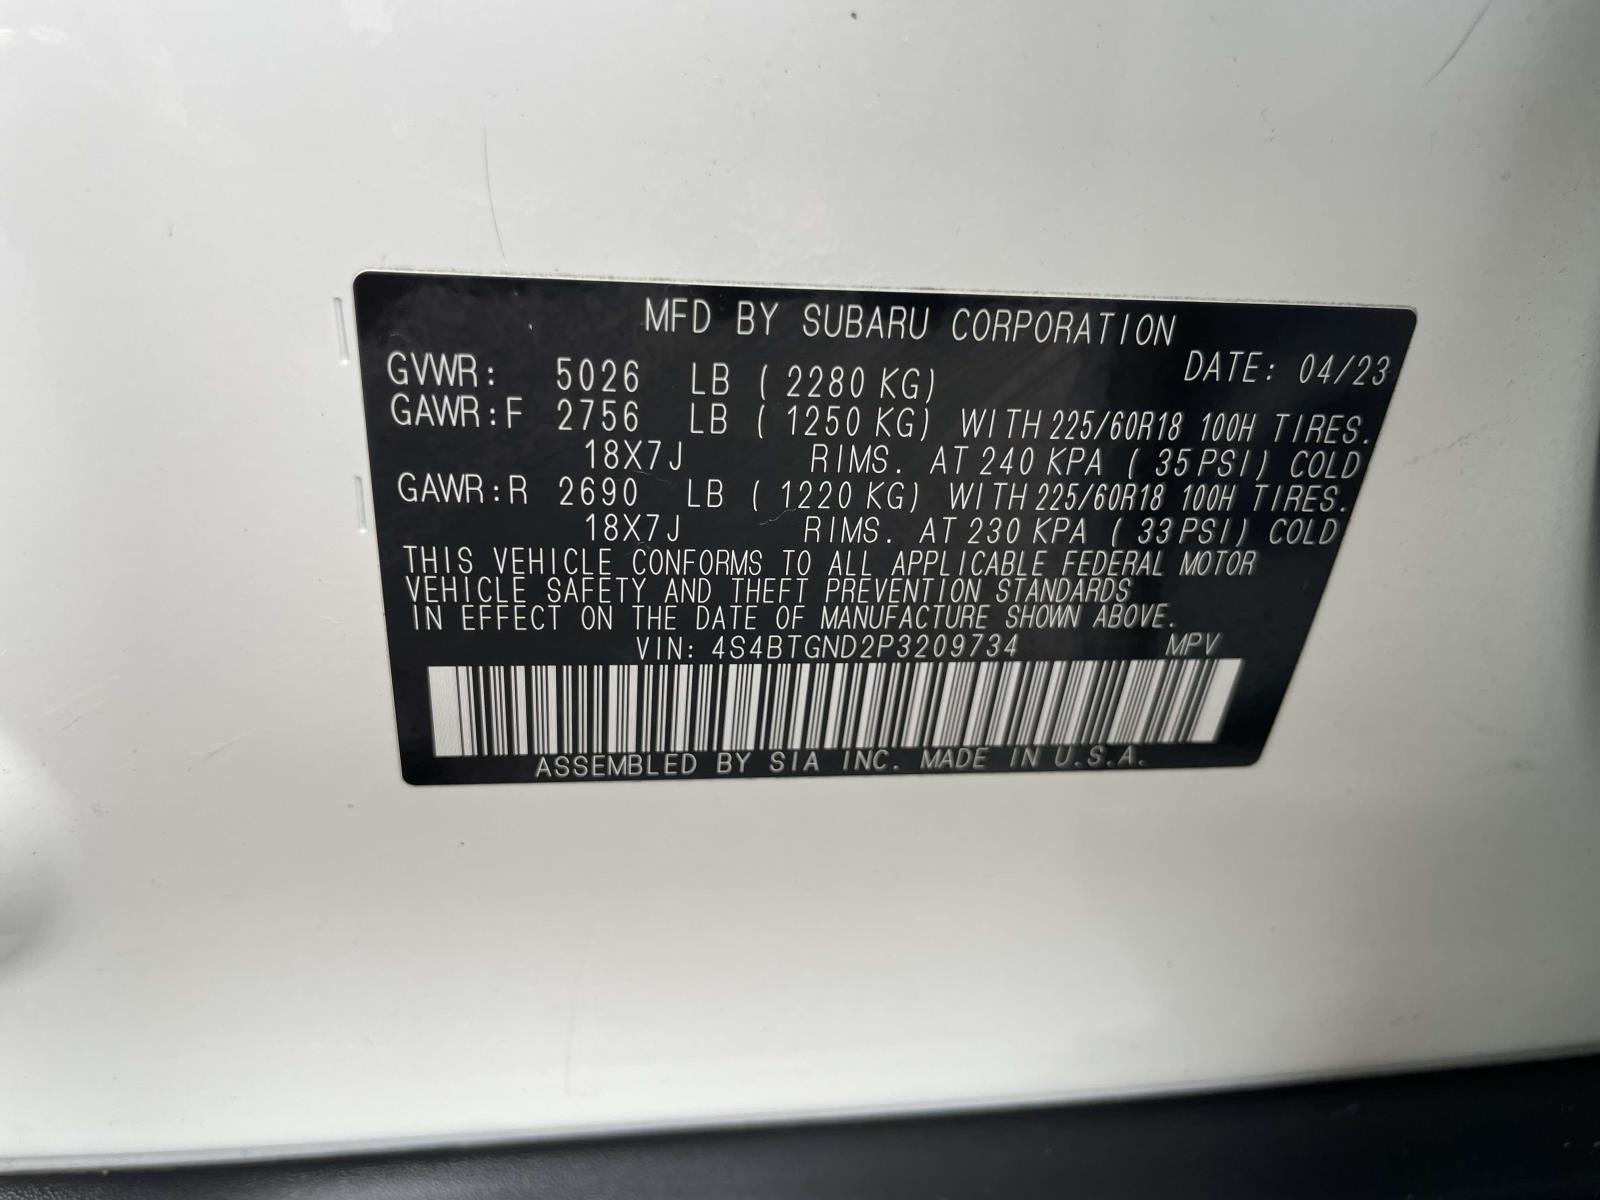 MFD BY SUBARU CORPORATION
DATE: 04/23
GVWR: 5026 LB ( 2280 KG)
GAWR:F 2756 LB ( 1250 KG) WITH 225/60R18 100H TIRES.
18X7J RIMS. AT 240 KPA ( 35 PSI) COLD
GAWR:R 2690 LB ( 1220 KG) WITH 225/60R18 100H TIRES.
18X7J RIMS. AT 230 KPA ( 33 PSI) COLD
THIS VEHICLE CONFORMS TO ALL APPLICABLE FEDERAL MOTOR
VEHICLE SAFETY AND THEFT PREVENTION STANDARDS
IN EFFECT ON THE DATE OF MANUFACTURE SHOWN ABOVE.
VIN: 4S4BTGND2P3209734 MPV
ASSEMBLED BY SIA INC. MADE IN U.S.A.